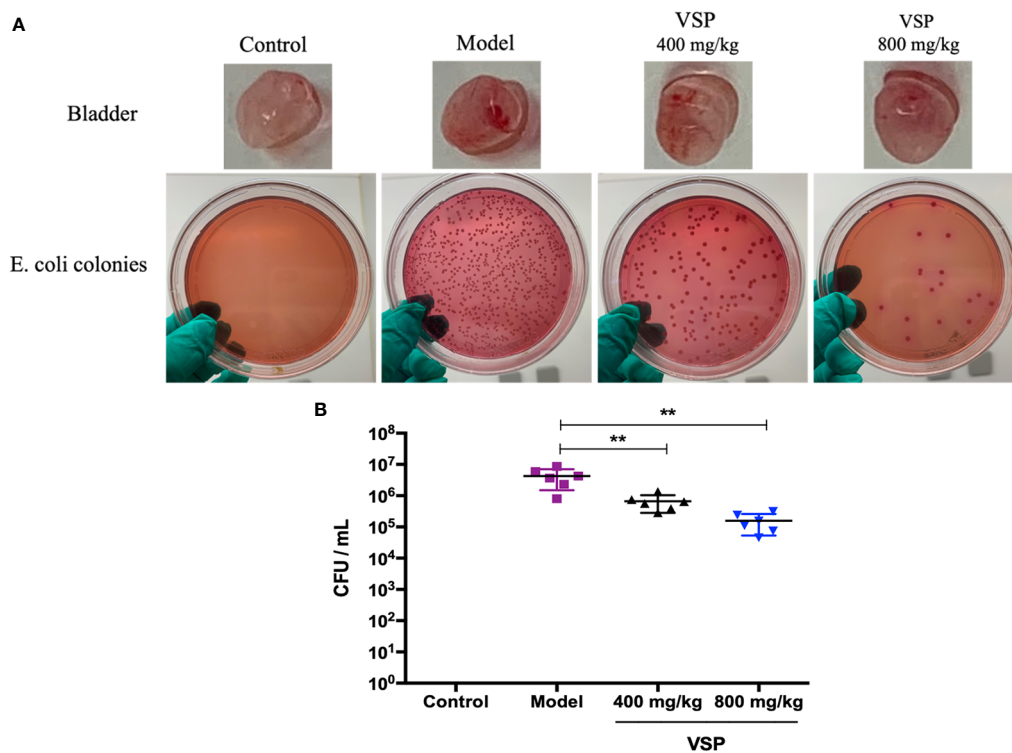 A
Control
Model
VSP
400 mg/kg
VSP
800 mg/kg
Bladder
E. coli colonies
B
**
**
CFU / mL
10⁸
10⁷
10⁶
10⁵
10⁴
10³
10²
10¹
10⁰
Control Model 400 mg/kg 800 mg/kg
VSP